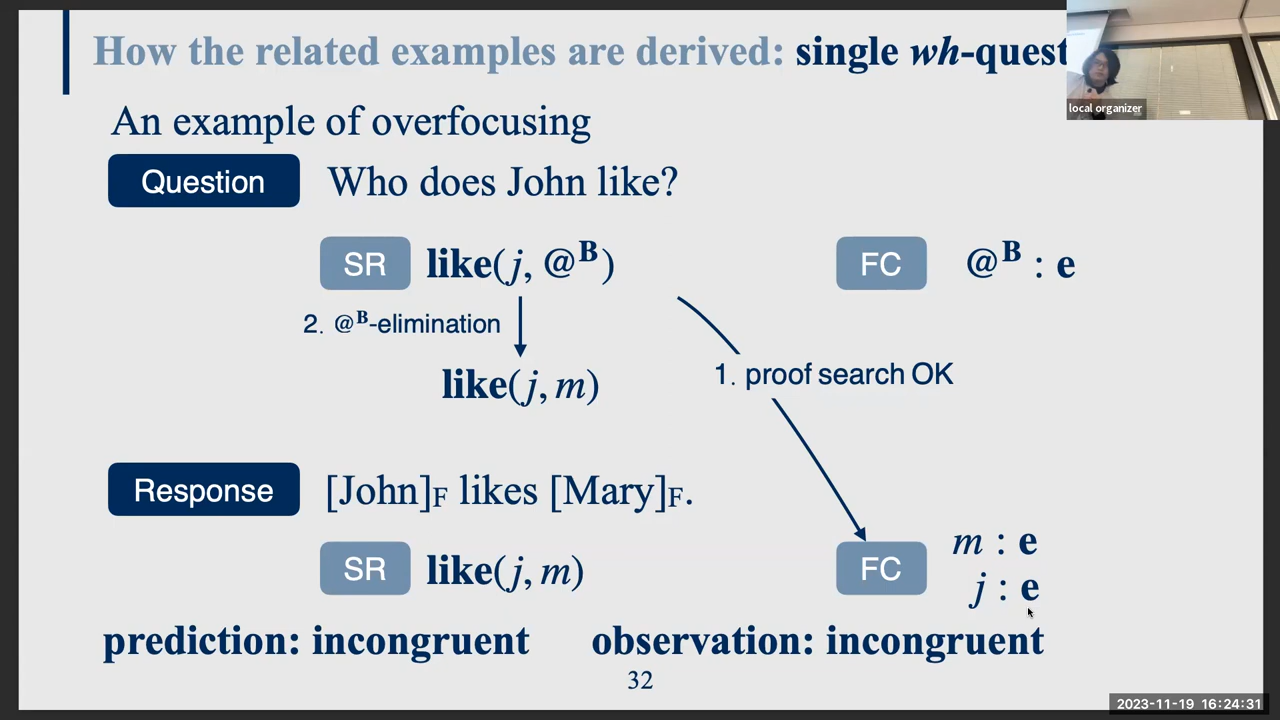 How the related examples are derived: single wh-quest
local organizer
An example of overfocusing
Question Who does John like?
SR like(j, @ᴮ) FC @ᴮ : e
2. @ᴮ-elimination
like(j, m)
1. proof search OK
Response [John]F likes [Mary]F.
SR like(j, m) FC m : e
j : e
prediction: incongruent observation: incongruent
32
2023-11-19 16:24:31